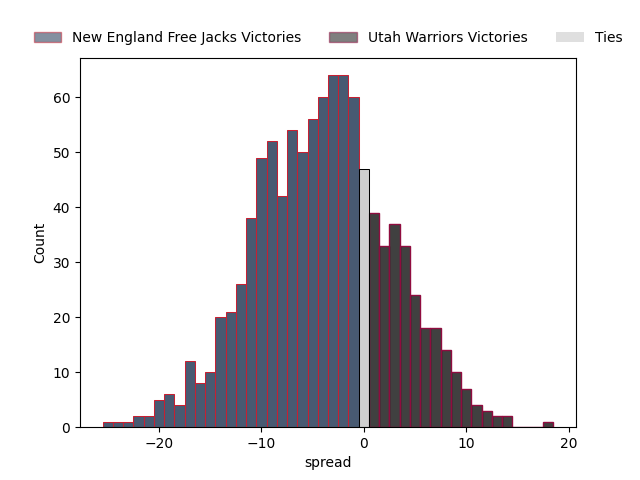 New England Free Jacks Victories Utah Warriors Victories Ties
60
50
40
30
20
10
0
Count
−20 −10 0 10 20
spread